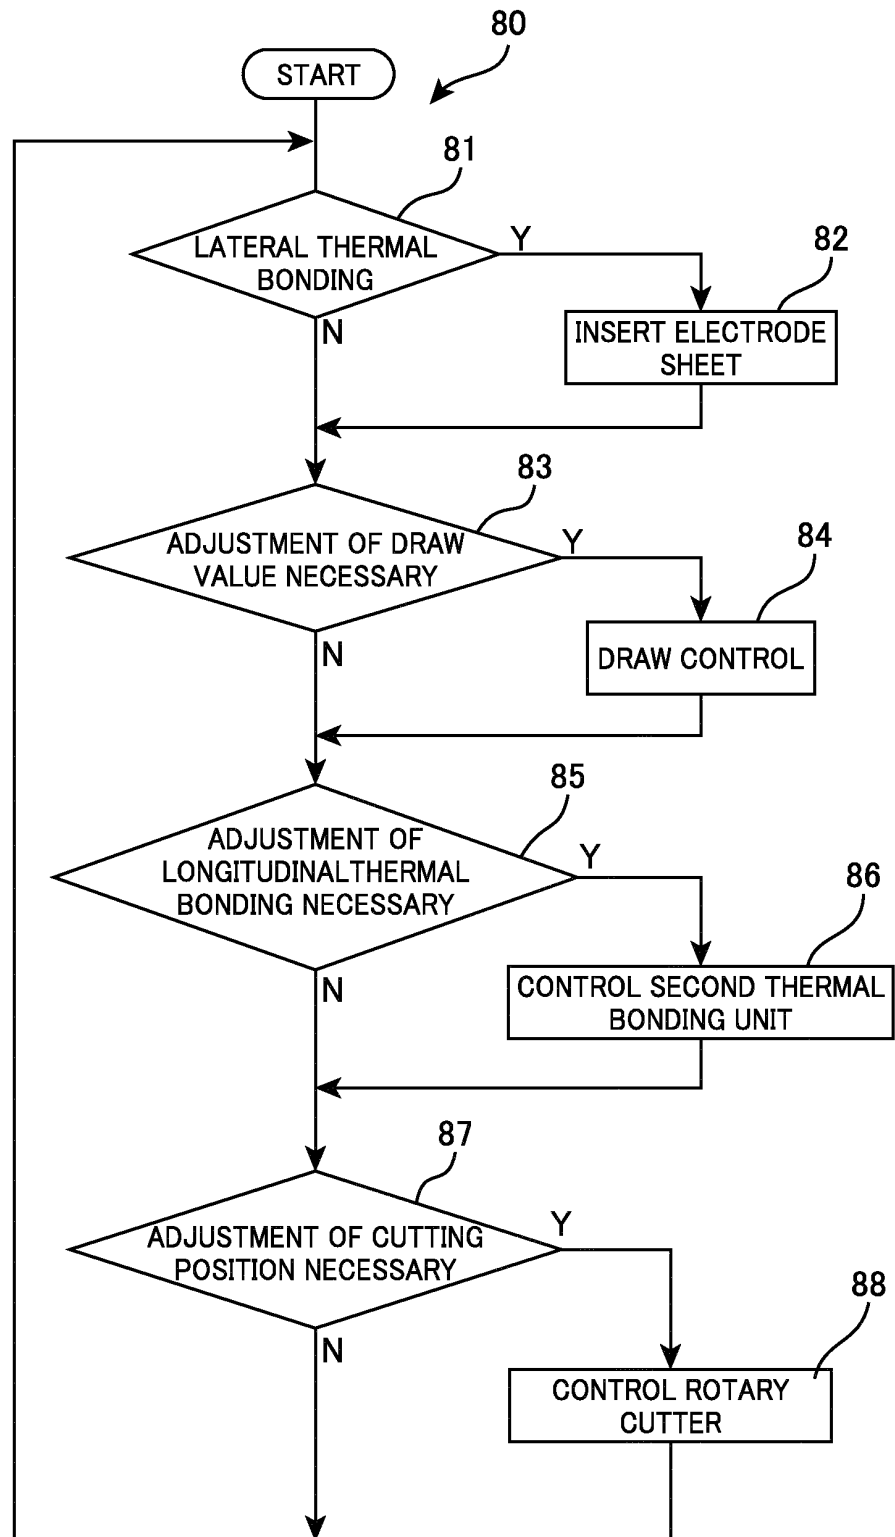 80
START
81
LATERAL THERMAL
BONDING
Y
82
INSERT ELECTRODE
SHEET
N
83
ADJUSTMENT OF DRAW
VALUE NECESSARY
Y
84
DRAW CONTROL
N
85
ADJUSTMENT OF
LONGITUDINALTHERMAL
BONDING NECESSARY
Y
86
CONTROL SECOND THERMAL
BONDING UNIT
N
87
ADJUSTMENT OF CUTTING
POSITION NECESSARY
Y
88
CONTROL ROTARY
CUTTER
N